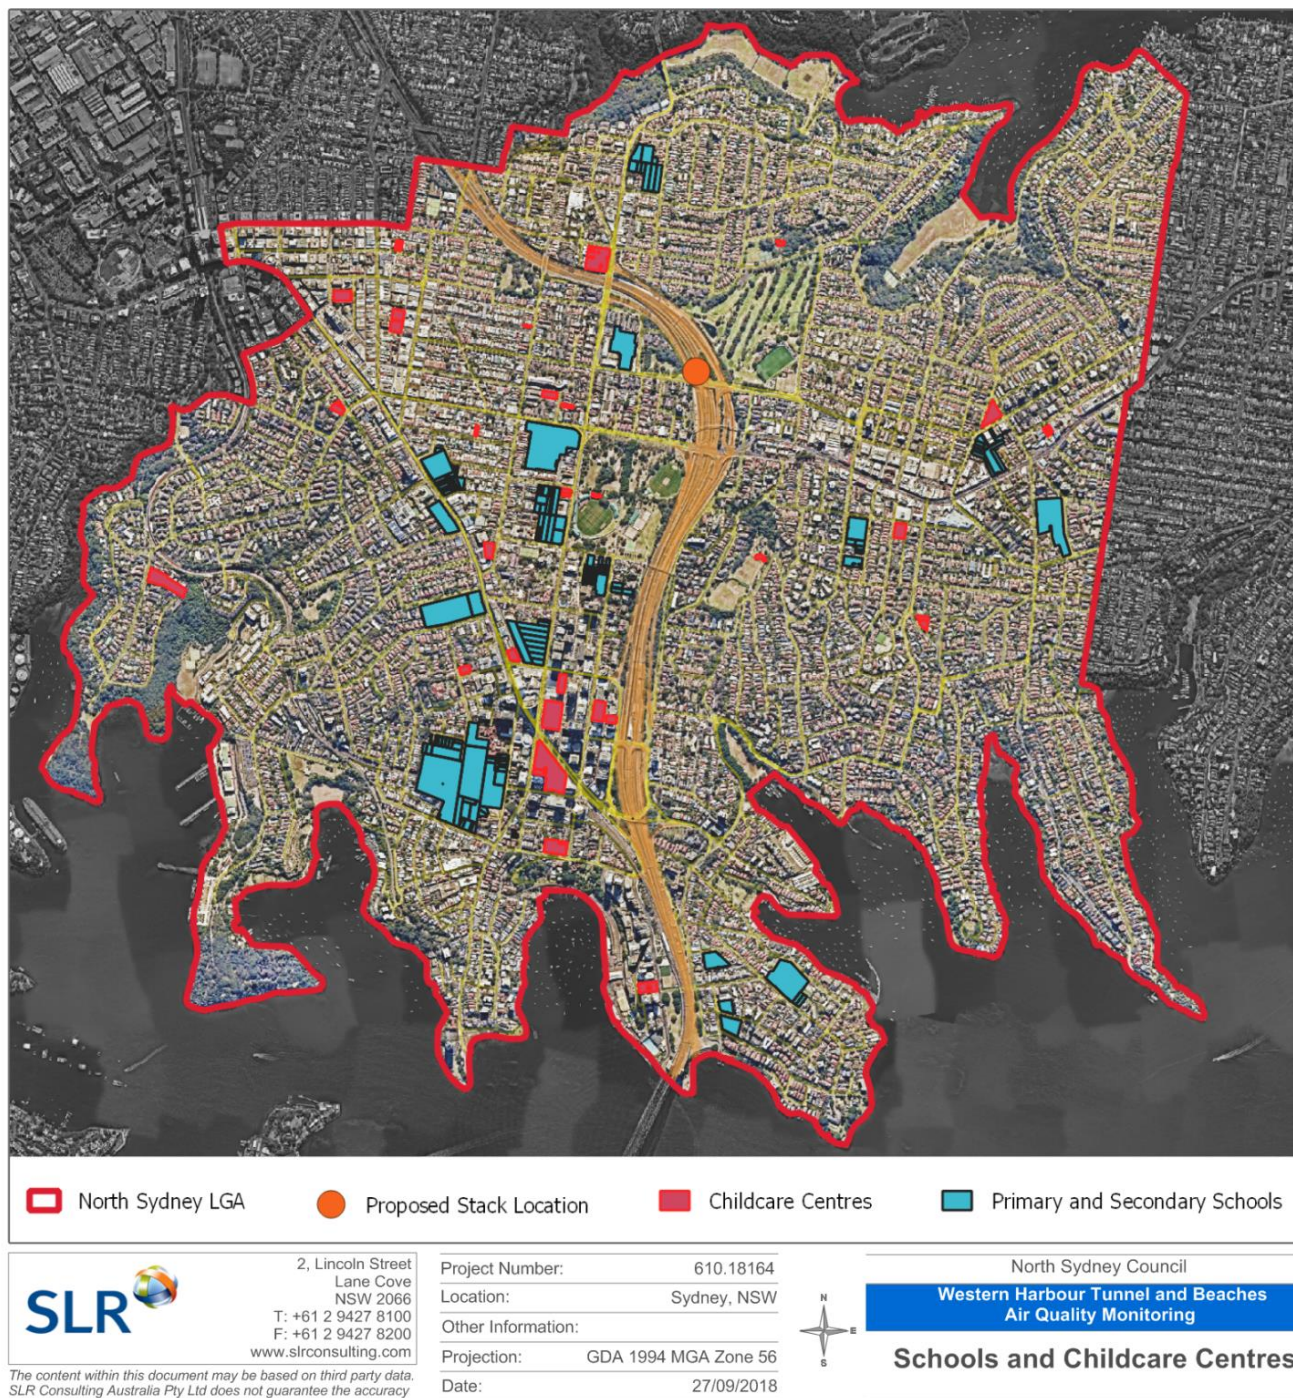 North Sydney LGA
Proposed Stack Location
Childcare Centres
Primary and Secondary Schools
SLR
2, Lincoln Street
Lane Cove
NSW 2066
T: +61 2 9427 8100
F: +61 2 9427 8200
www.slrconsulting.com
The content within this document may be based on third party data.
SLR Consulting Australia Pty Ltd does not guarantee the accuracy
Project Number: 610.18164
Location: Sydney, NSW
Other Information:
Projection: GDA 1994 MGA Zone 56
Date: 27/09/2018
N
E
S
North Sydney Council
Western Harbour Tunnel and Beaches
Air Quality Monitoring
Schools and Childcare Centres